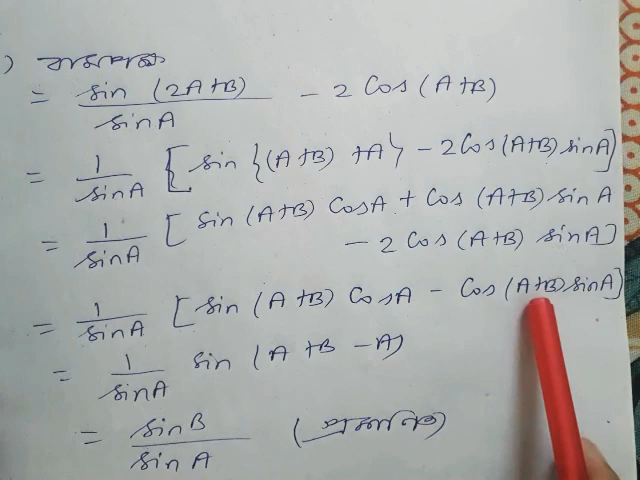 ) বামপক্ষ
= sin (2A+B) / sinA - 2 Cos (A+B)
= 1/sinA [sin {(A+B) +A} - 2Cos(A+B) sinA]
= 1/sinA [sin (A+B) CosA + Cos (A+B) sinA
- 2 Cos (A+B) sinA]
= 1/sinA [sin (A+B) CosA - Cos (A+B) sinA]
= 1/sinA sin (A+B-A)
= sinB / sinA (প্রমাণিত)